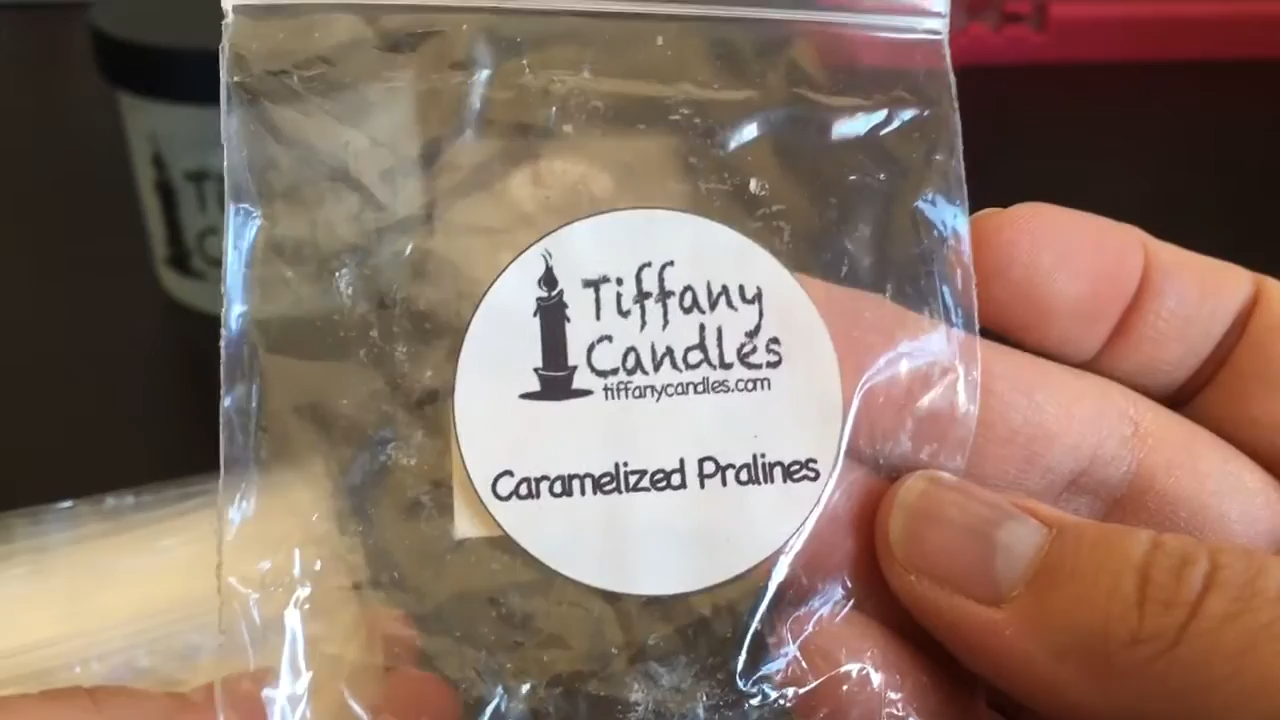 Tiffany
Candles
tiffanycandles.com
Caramelized Pralines